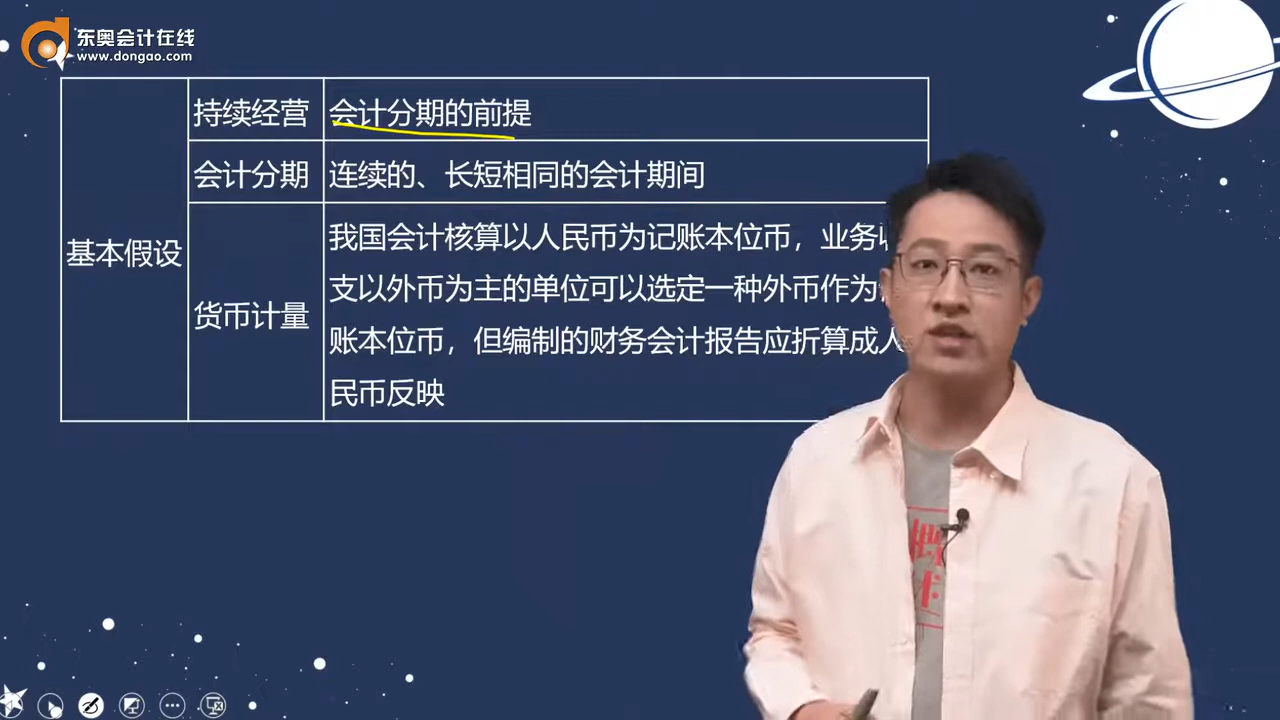 东奥会计在线
www.dongao.com
持续经营 会计分期的前提
会计分期 连续的、长短相同的会计期间
基本假设
货币计量
我国会计核算以人民币为记账本位币，业务
支以外币为主的单位可以选定一种外币作为
账本位币，但编制的财务会计报告应折算成人
民币反映